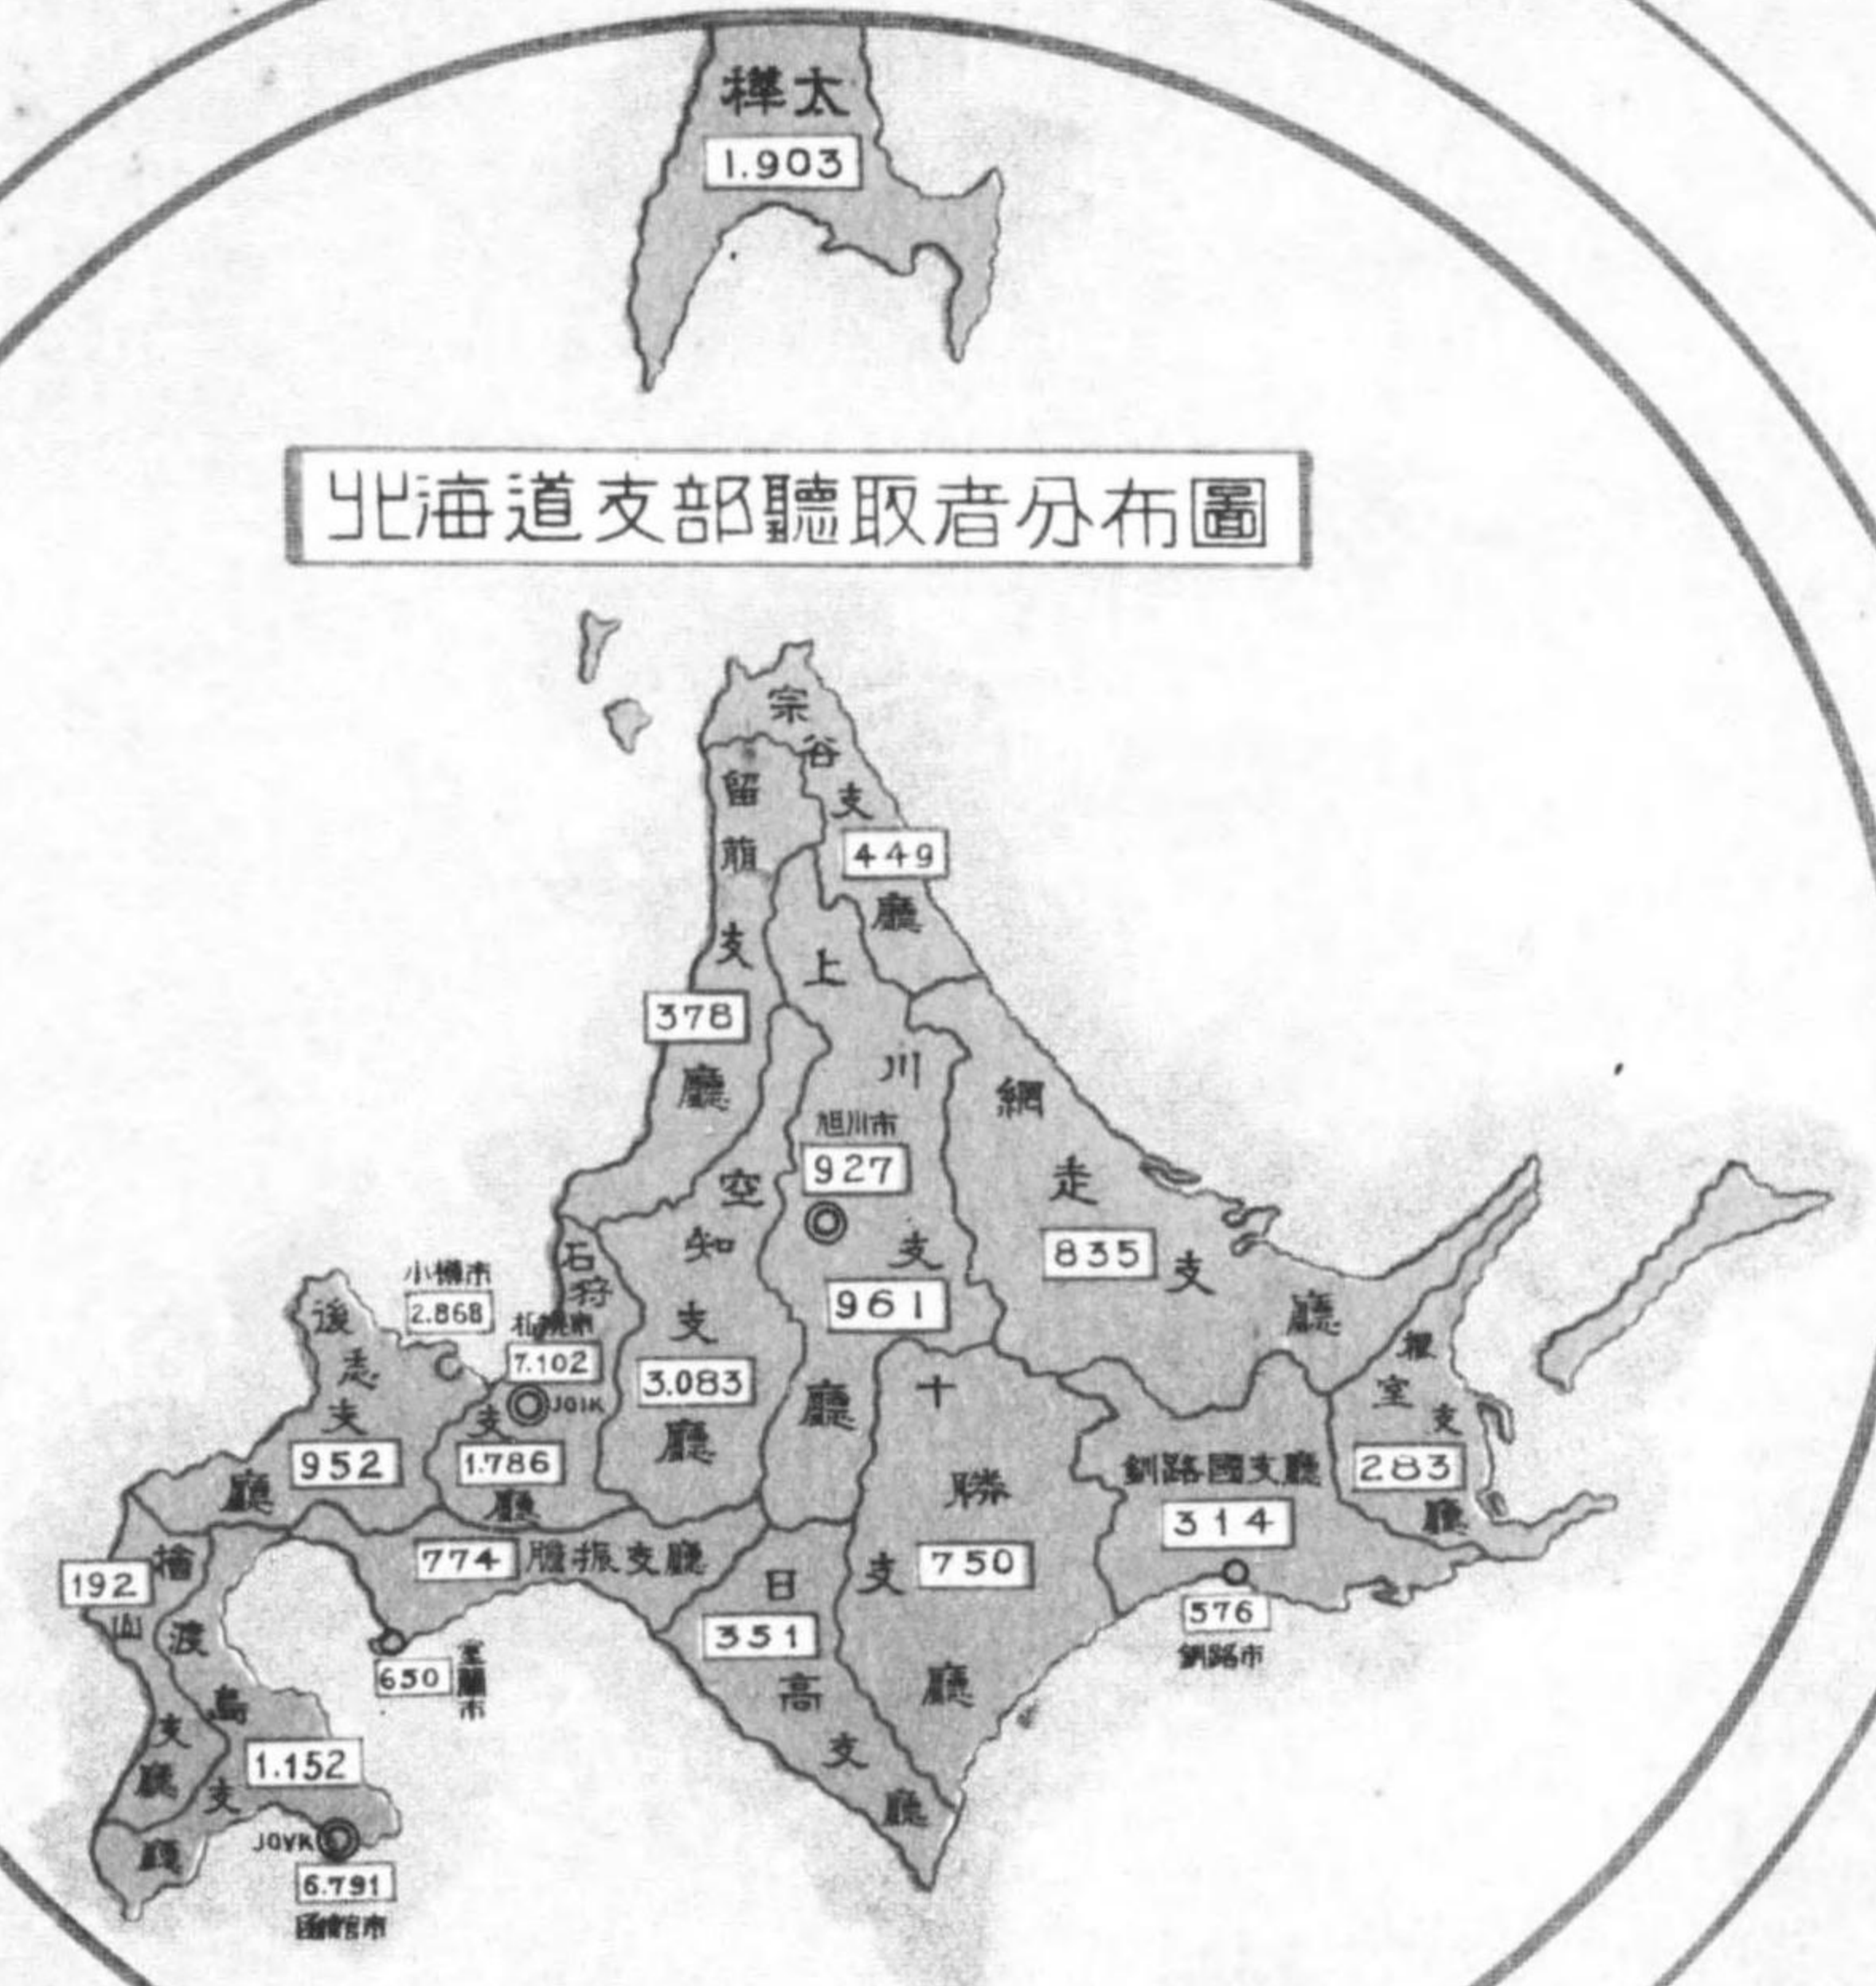 樺太
1.903
北海道支部聽取者分布圖
宗谷支廳
449
留萠支廳
378
上川支廳
961
旭川市
927
網走支廳
835
空知支廳
3.083
石狩支廳
1.786
小樽市
2.868
札幌市
7.102
JOIK
後志支廳
952
根室支廳
283
十勝支廳
750
釧路國支廳
314
576
釧路市
774
膽振支廳
日高支廳
351
192
檜山支廳
渡島支廳
1.152
650
室蘭市
JOVK
6.791
函館市